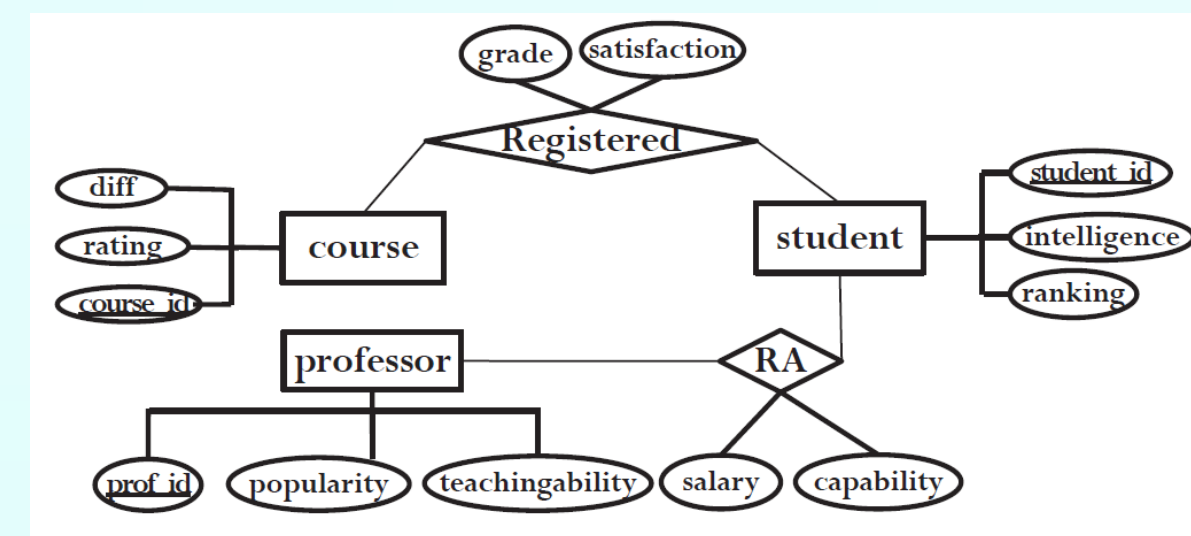 grade
satisfaction
Registered
diff
rating
course_id
course
student
student_id
intelligence
ranking
professor
RA
prof_id
popularity
teachingability
salary
capability